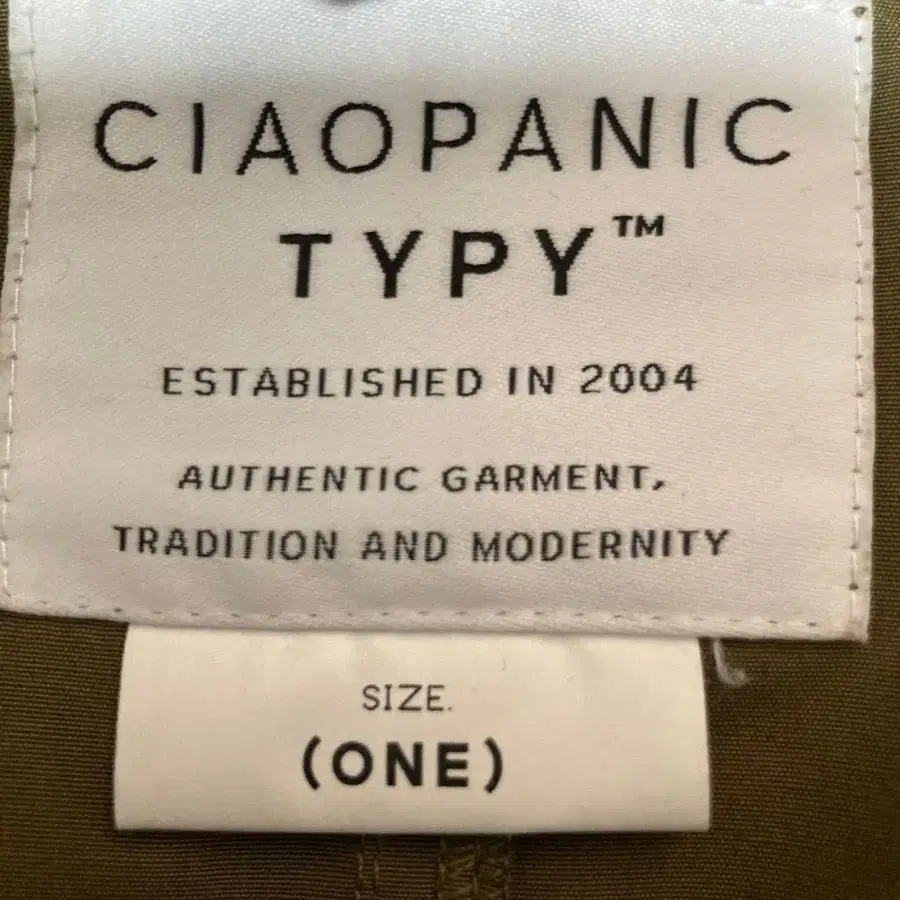 CIAOPANIC
TYPY™
ESTABLISHED IN 2004
AUTHENTIC GARMENT,
TRADITION AND MODERNITY
SIZE.
(ONE)